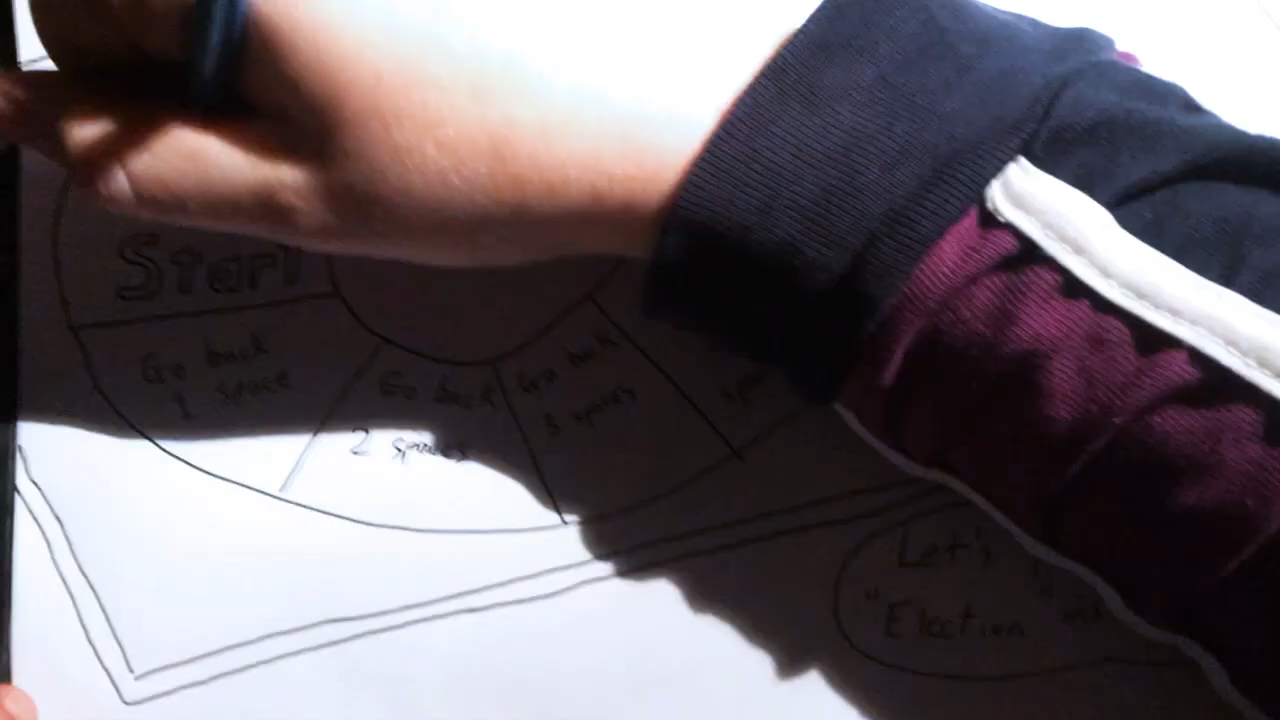 Start
Go back
1 space
Go back
2 spaces
Go back
3 spaces
Let's
"Election